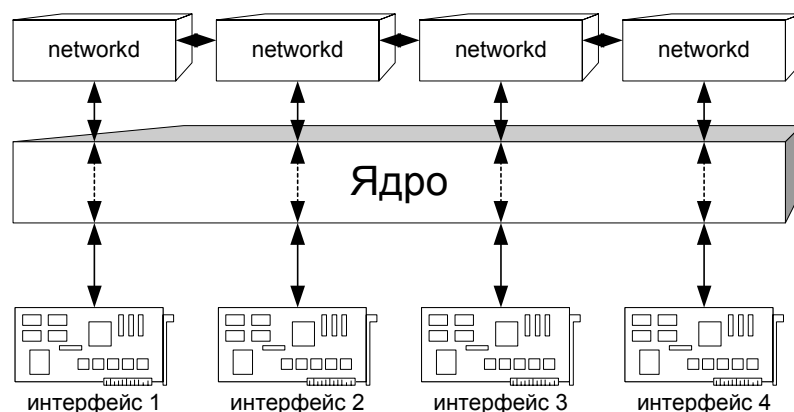 networkd networkd networkd networkd
Ядро
интерфейс 1 интерфейс 2 интерфейс 3 интерфейс 4